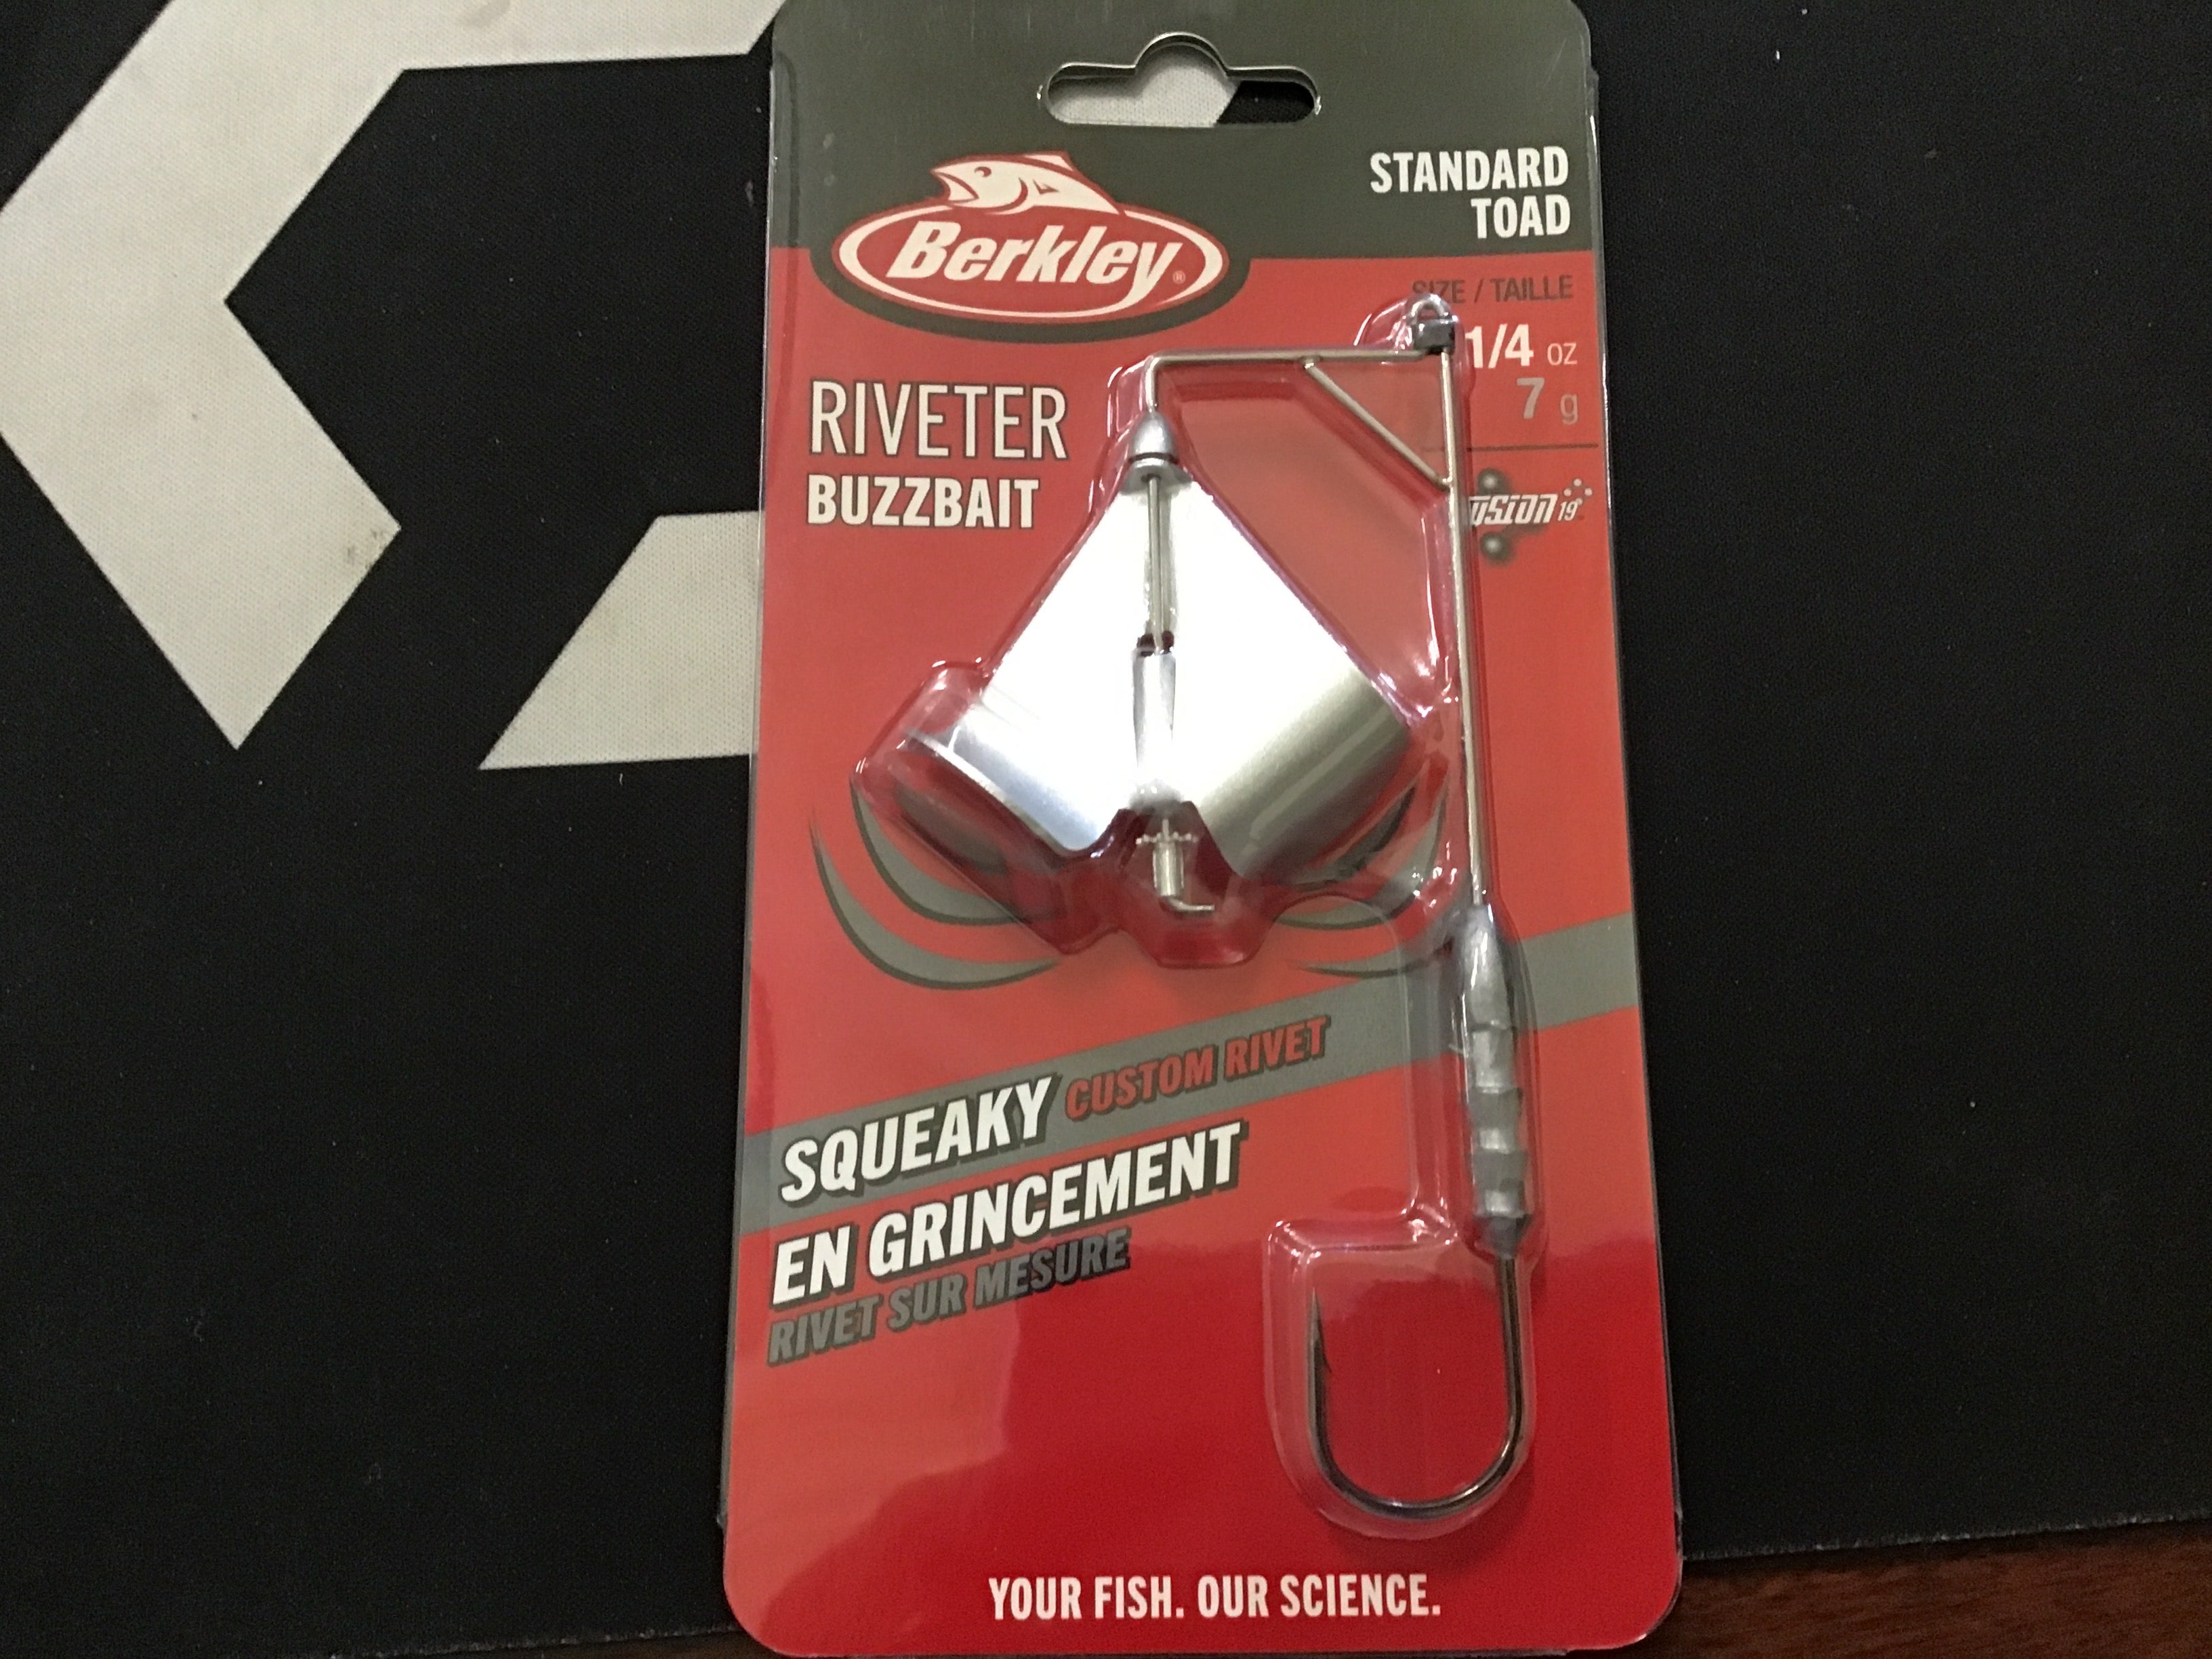 Berkley®
STANDARD
TOAD
SIZE / TAILLE
1/4 oz
7 g
RIVETER
BUZZBAIT
19
SQUEAKY CUSTOM RIVET
EN GRINCEMENT
RIVET SUR MESURE
YOUR FISH. OUR SCIENCE.